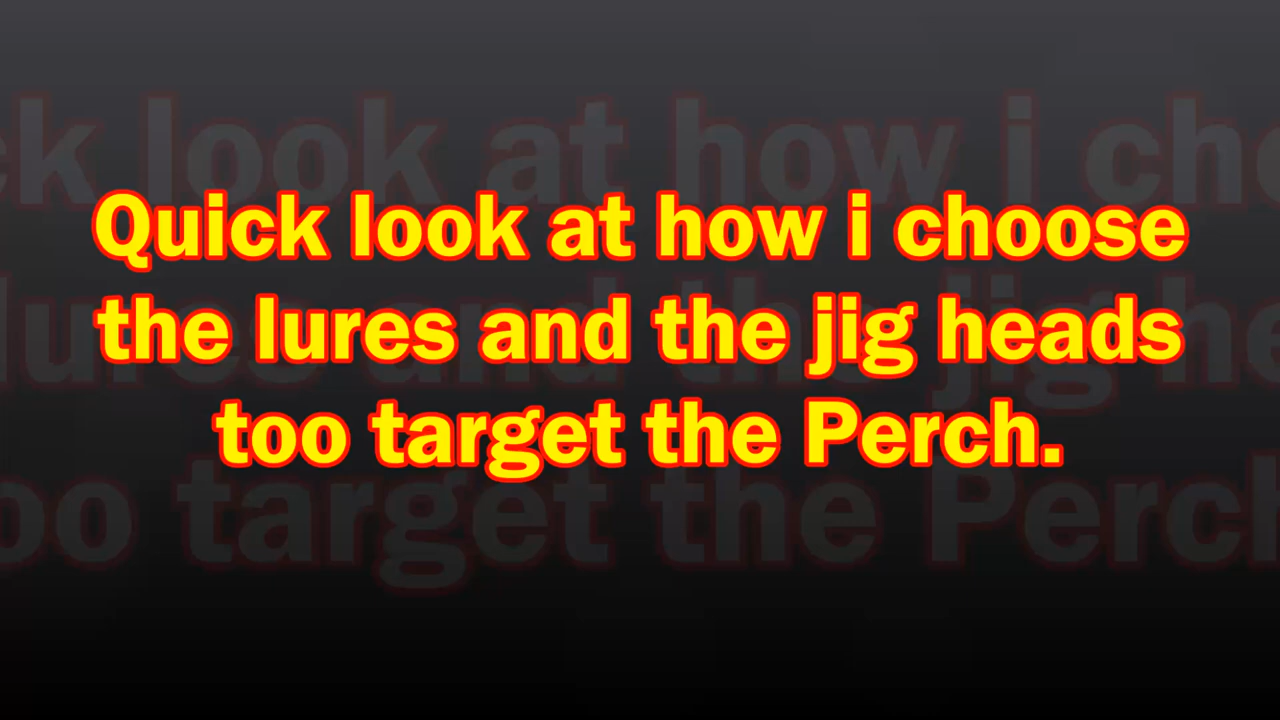 Quick look at how i choose
the lures and the jig heads
too target the Perch.